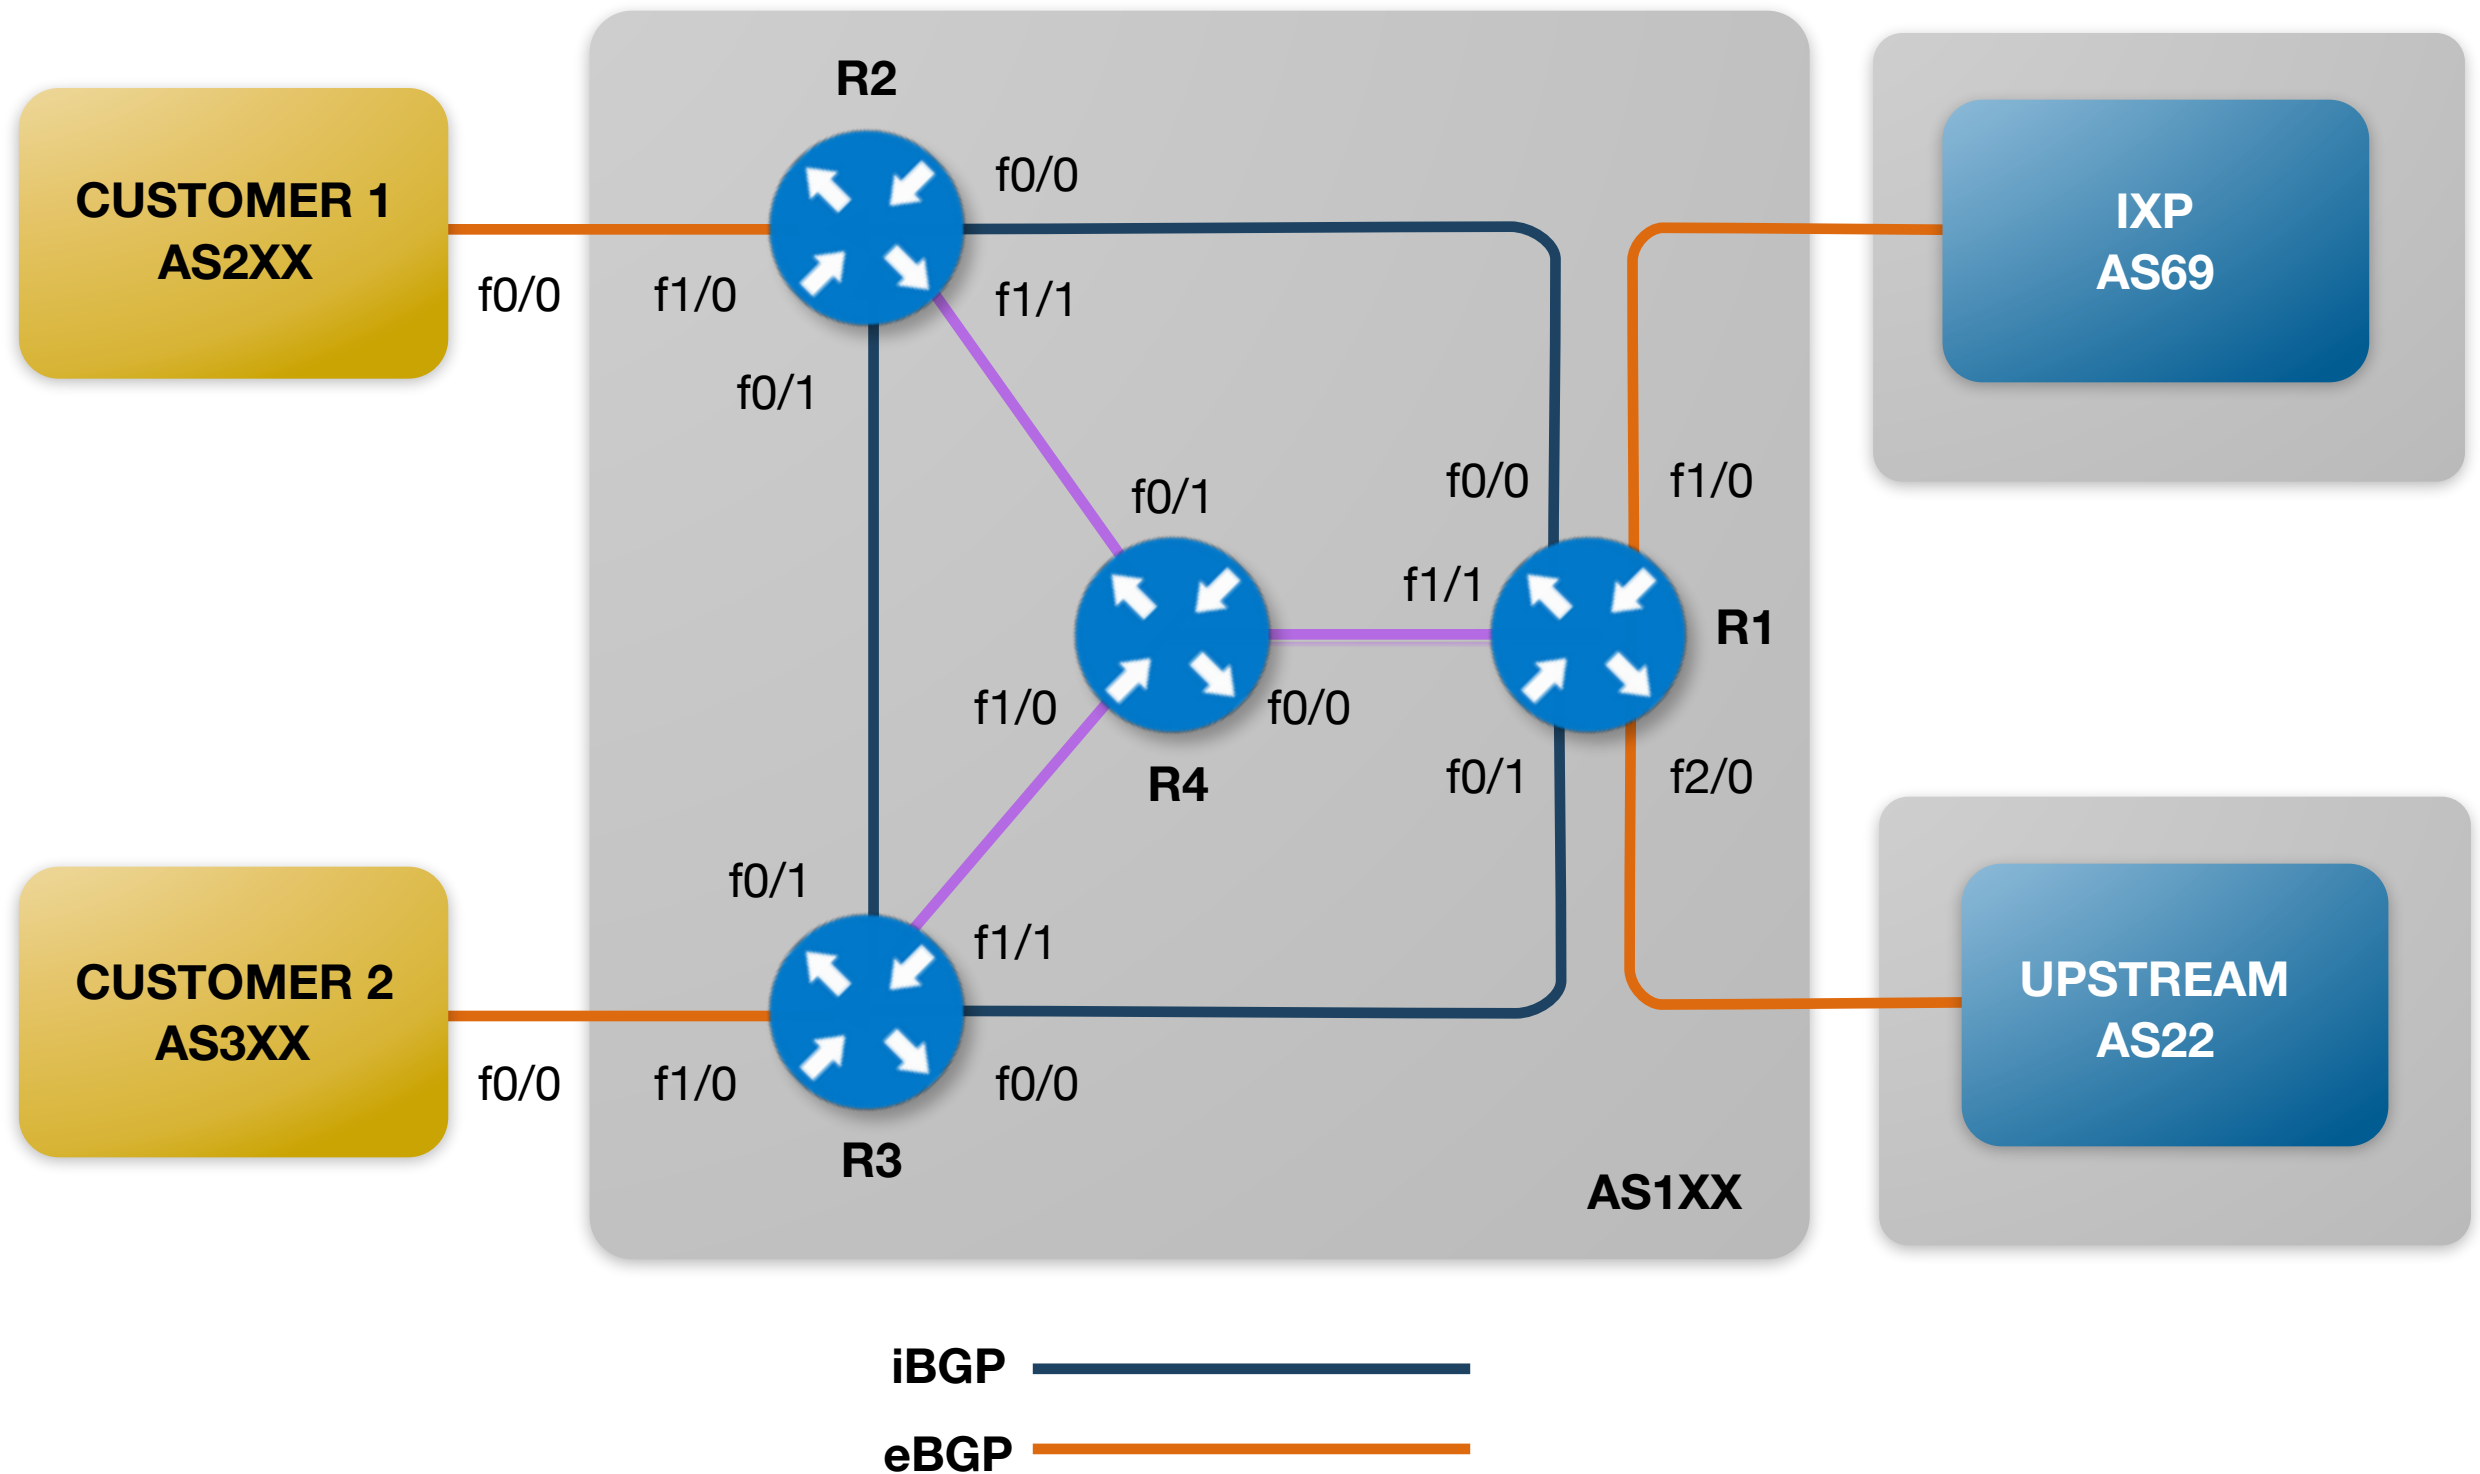 R2
f0/0
CUSTOMER 1
AS2XX
f0/0
f1/0
f1/1
f0/1
IXP
AS69
f0/1
f0/0
f1/0
f1/1
R1
f1/0
f0/0
R4
f0/1
f2/0
f0/1
f1/1
CUSTOMER 2
AS3XX
f0/0
f1/0
f0/0
R3
UPSTREAM
AS22
AS1XX
iBGP
eBGP